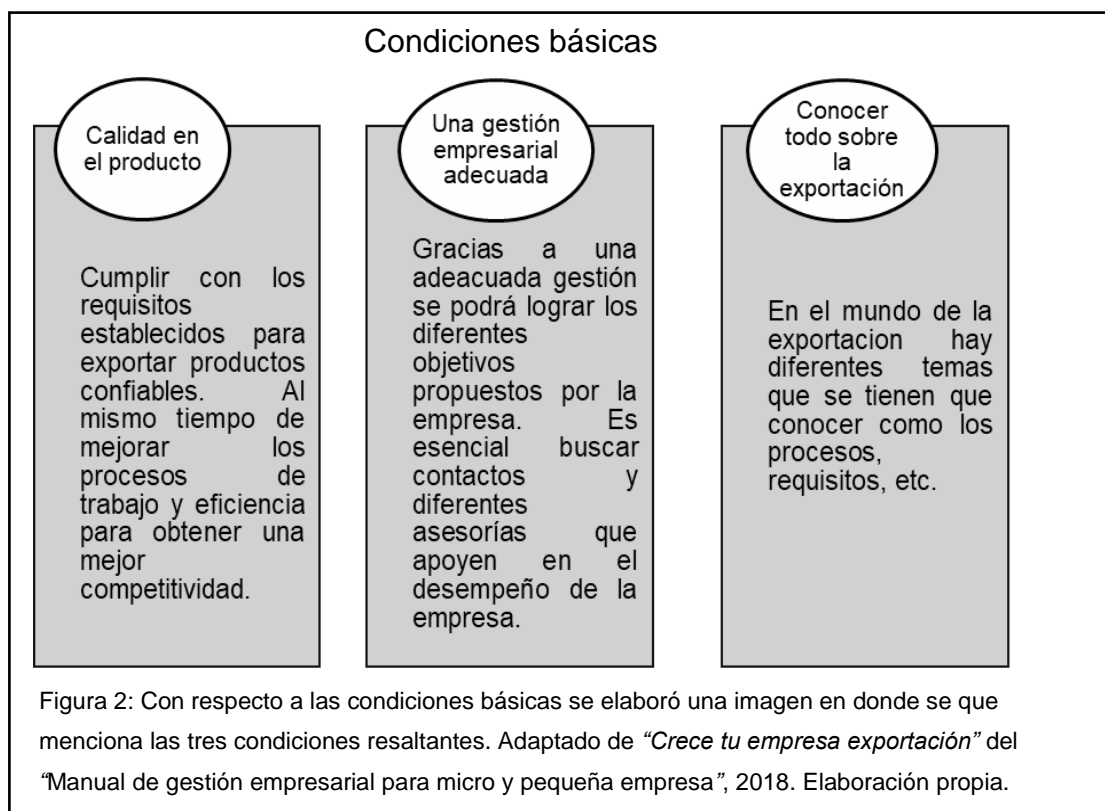 Condiciones básicas
Calidad en
el producto
Cumplir con los
requisitos
establecidos para
exportar productos
confiables. Al
mismo tiempo de
mejorar los
procesos de
trabajo y eficiencia
para obtener una
mejor
competitividad.
Una gestión
empresarial
adecuada
Gracias a una
adeacuada gestión
se podrá lograr los
diferentes
objetivos
propuestos por la
empresa. Es
esencial buscar
contactos y
diferentes
asesorías que
apoyen en el
desempeño de la
empresa.
Conocer
todo sobre
la
exportación
En el mundo de la
exportacion hay
diferentes temas
que se tienen que
conocer como los
procesos,
requisitos, etc.
Figura 2: Con respecto a las condiciones básicas se elaboró una imagen en donde se que
menciona las tres condiciones resaltantes. Adaptado de “Crece tu empresa exportación” del
“Manual de gestión empresarial para micro y pequeña empresa”, 2018. Elaboración propia.